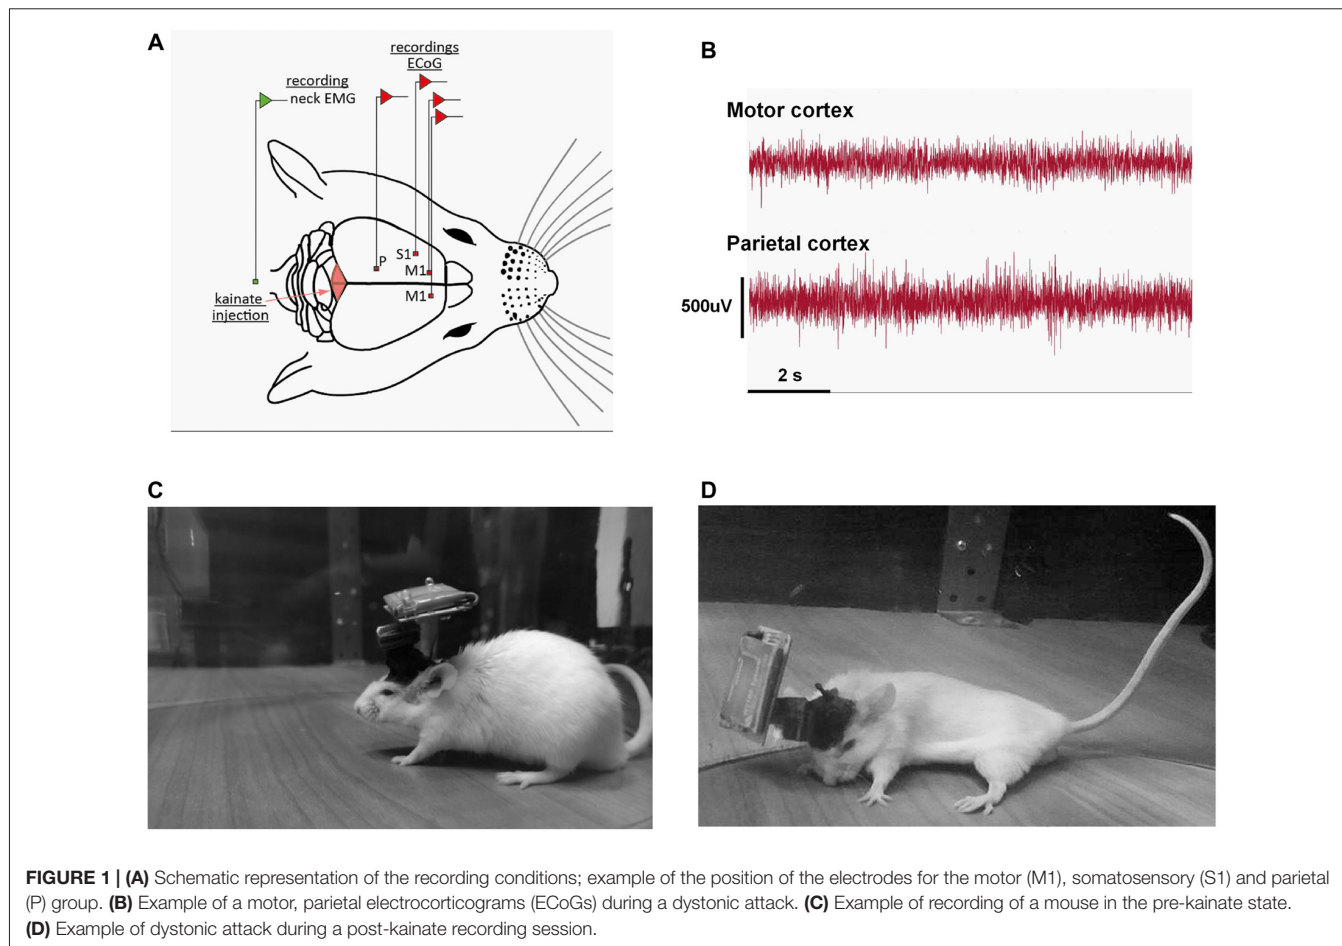 A
recordings
ECoG
recording
neck EMG
P
S1
M1
M1
kainate
injection
B
Motor cortex
Parietal cortex
500uV
2 s
C
D
FIGURE 1 | (A) Schematic representation of the recording conditions; example of the position of the electrodes for the motor (M1), somatosensory (S1) and parietal
(P) group. (B) Example of a motor, parietal electrocorticograms (ECoGs) during a dystonic attack. (C) Example of recording of a mouse in the pre-kainate state.
(D) Example of dystonic attack during a post-kainate recording session.